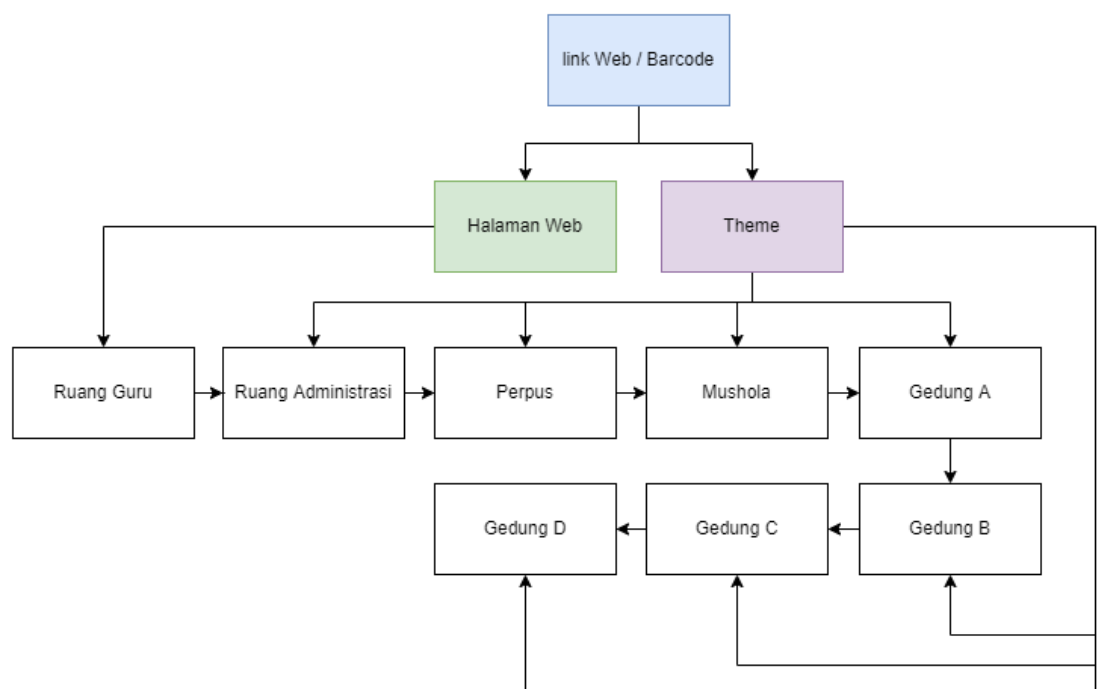 link Web / Barcode
Halaman Web
Theme
Ruang Guru
Ruang Administrasi
Perpus
Mushola
Gedung A
Gedung D
Gedung C
Gedung B